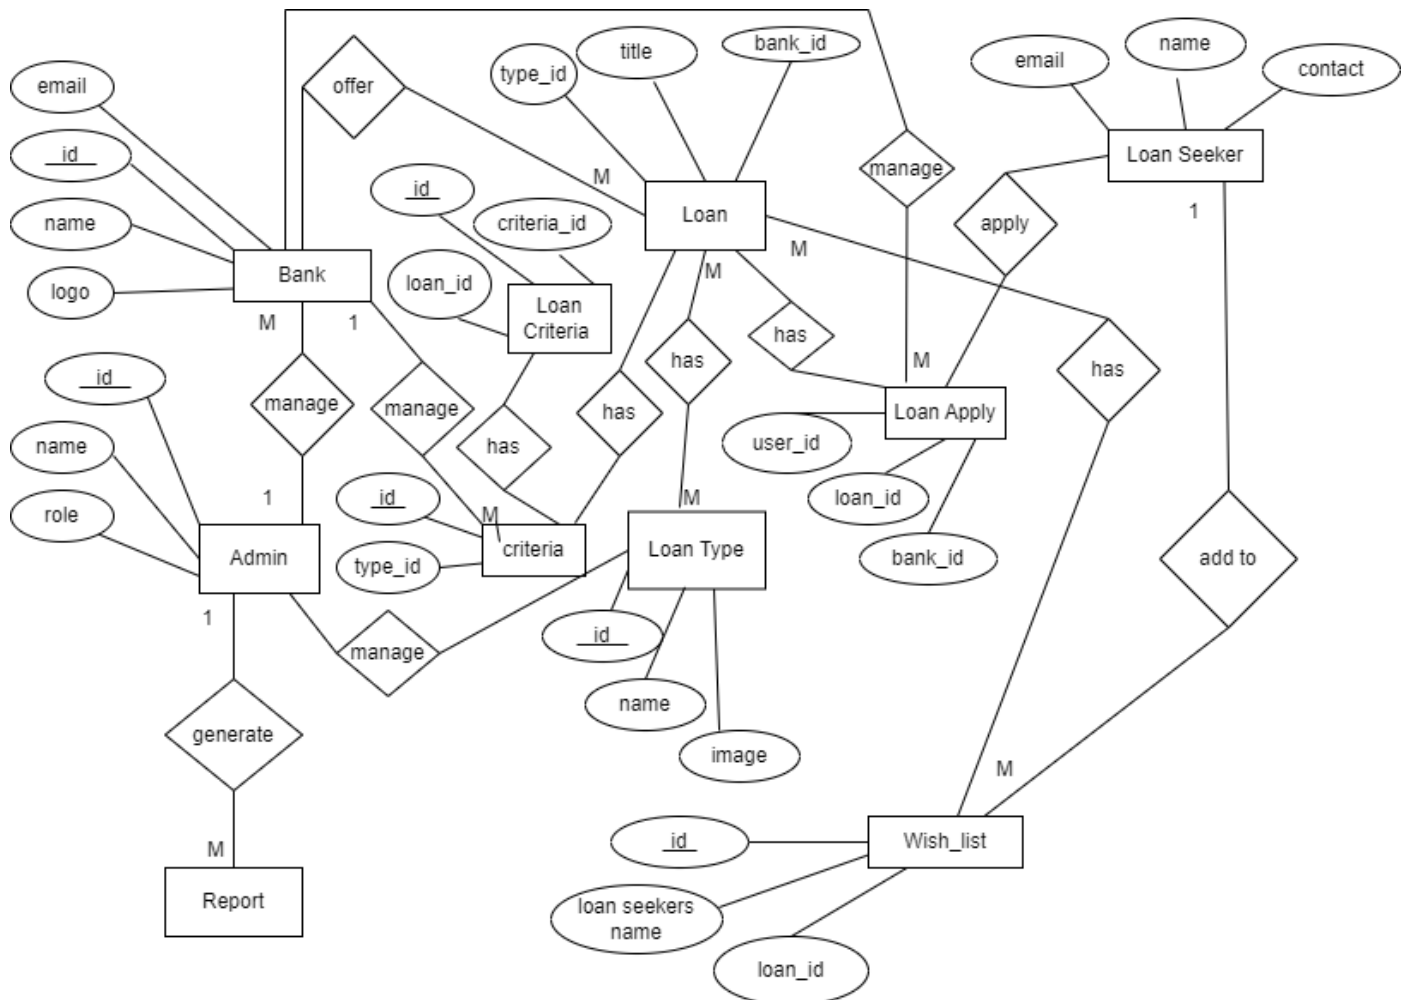 email
offer
type_id
title
bank_id
email
name
contact
id
name
logo
Bank
M
1
id
criteria_id
loan_id
Loan
Criteria
M
Loan
M
M
manage
apply
Loan Seeker
1
id
name
role
manage
1
manage
has
has
has
has
M
Loan Apply
has
user_id
loan_id
bank_id
id
type_id
M
criteria
M
Loan Type
Admin
1
manage
id
name
image
add to
generate
M
Report
M
Wish_list
id
loan seekers
name
loan_id